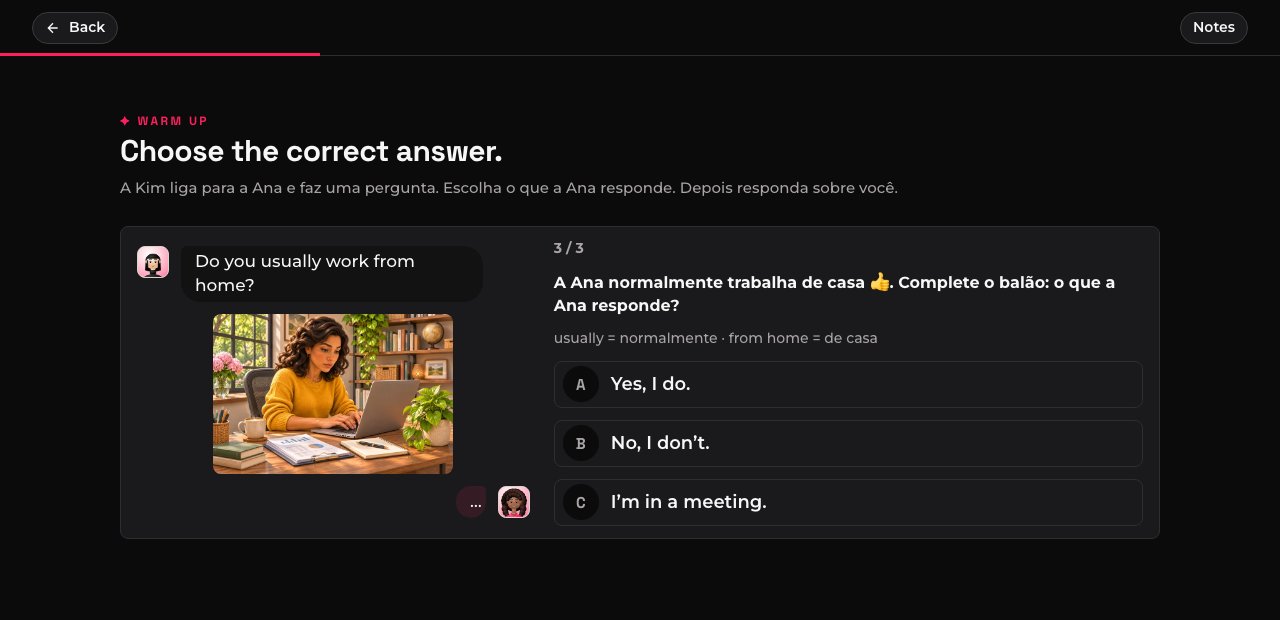 ← Back
Notes
✦ WARM UP
Choose the correct answer.
A Kim liga para a Ana e faz uma pergunta. Escolha o que a Ana responde. Depois responda sobre você.
Do you usually work from
home?
...
3 / 3
A Ana normalmente trabalha de casa 👍. Complete o balão: o que a
Ana responde?
usually = normalmente · from home = de casa
A Yes, I do.
B No, I don’t.
C I’m in a meeting.